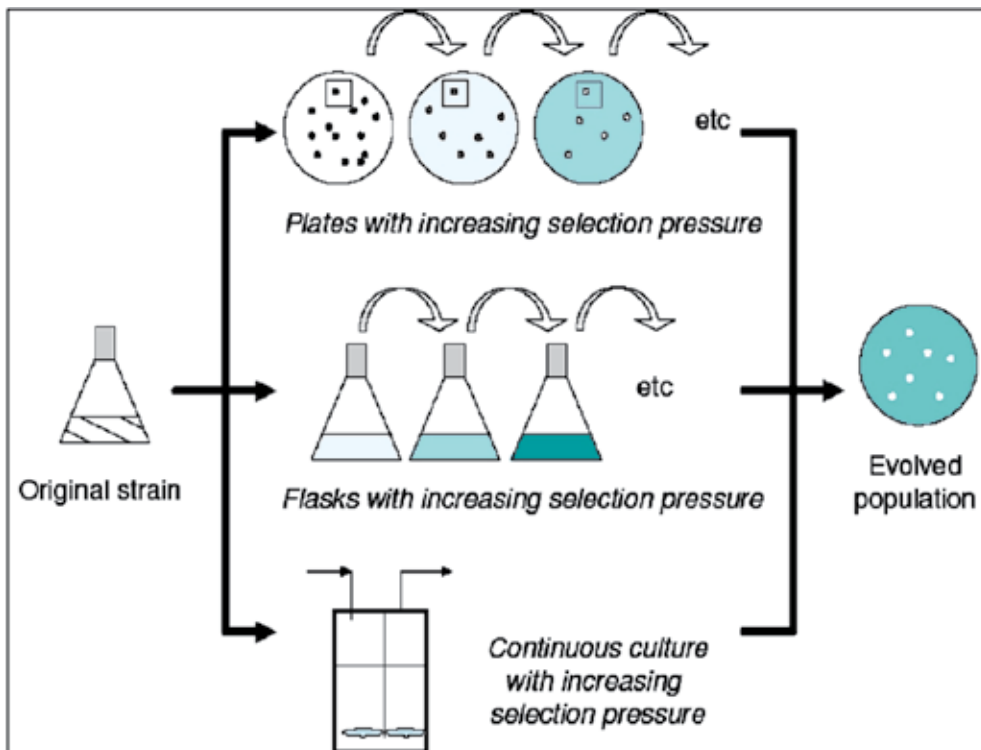 etc
Plates with increasing selection pressure
etc
Original strain
Flasks with increasing selection pressure
Evolved
population
Continuous culture
with increasing
selection pressure